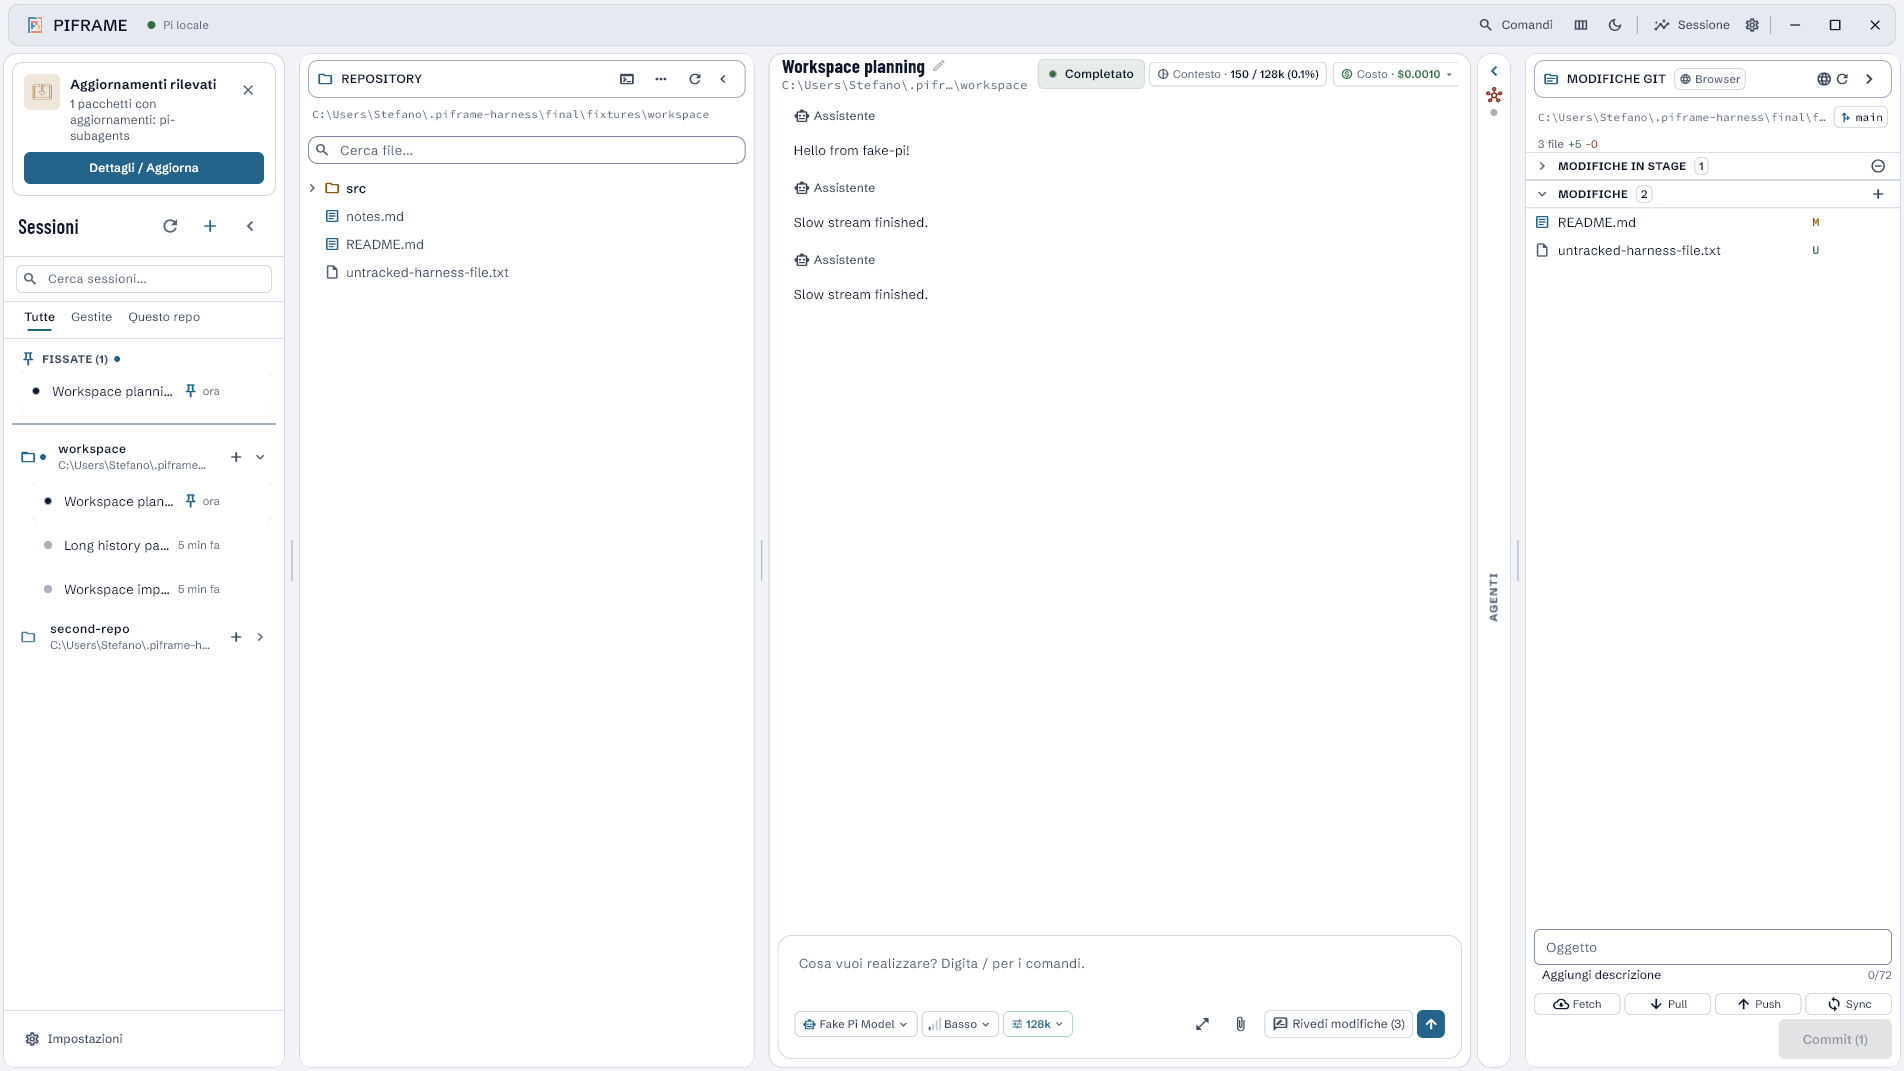 PIFRAME
Pi locale
Comandi
Sessione
Aggiornamenti rilevati
1 pacchetti con
aggiornamenti: pi-
subagents
Dettagli / Aggiorna
Sessioni
Cerca sessioni...
Tutte
Gestite
Questo repo
FISSATE (1)
Workspace planni...
ora
workspace
C:\Users\Stefano\.piframe...
Workspace plan...
ora
Long history pa...
5 min fa
Workspace imp...
5 min fa
second-repo
C:\Users\Stefano\.piframe-h...
Impostazioni
REPOSITORY
C:\Users\Stefano\.piframe-harness\final\fixtures\workspace
Cerca file...
src
notes.md
README.md
untracked-harness-file.txt
Workspace planning
C:\Users\Stefano\.pifr…\workspace
Completato
Contesto · 150 / 128k (0.1%)
Costo · $0.0010
Assistente
Hello from fake-pi!
Assistente
Slow stream finished.
Assistente
Slow stream finished.
Cosa vuoi realizzare? Digita / per i comandi.
Fake Pi Model
Basso
128k
Rivedi modifiche (3)
AGENTI
MODIFICHE GIT
Browser
C:\Users\Stefano\.piframe-harness\final\f…
main
3 file +5 -0
MODIFICHE IN STAGE 1
MODIFICHE 2
README.md
M
untracked-harness-file.txt
U
Oggetto
Aggiungi descrizione
0/72
Fetch
Pull
Push
Sync
Commit (1)